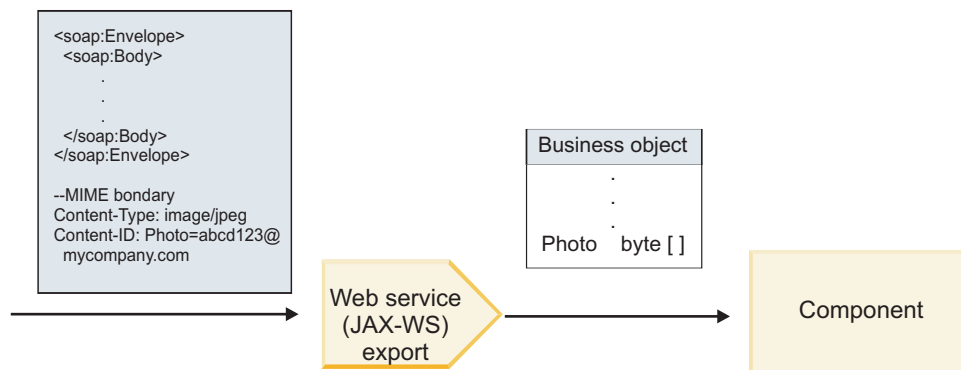 <soap:Envelope>
<soap:Body>
.
.
.
</soap:Body>
</soap:Envelope>
--MIME bondary
Content-Type: image/jpeg
Content-ID: Photo=abcd123@
mycompany.com
Business object
.
.
.
Photo byte [ ]
Web service
(JAX-WS)
export
Component